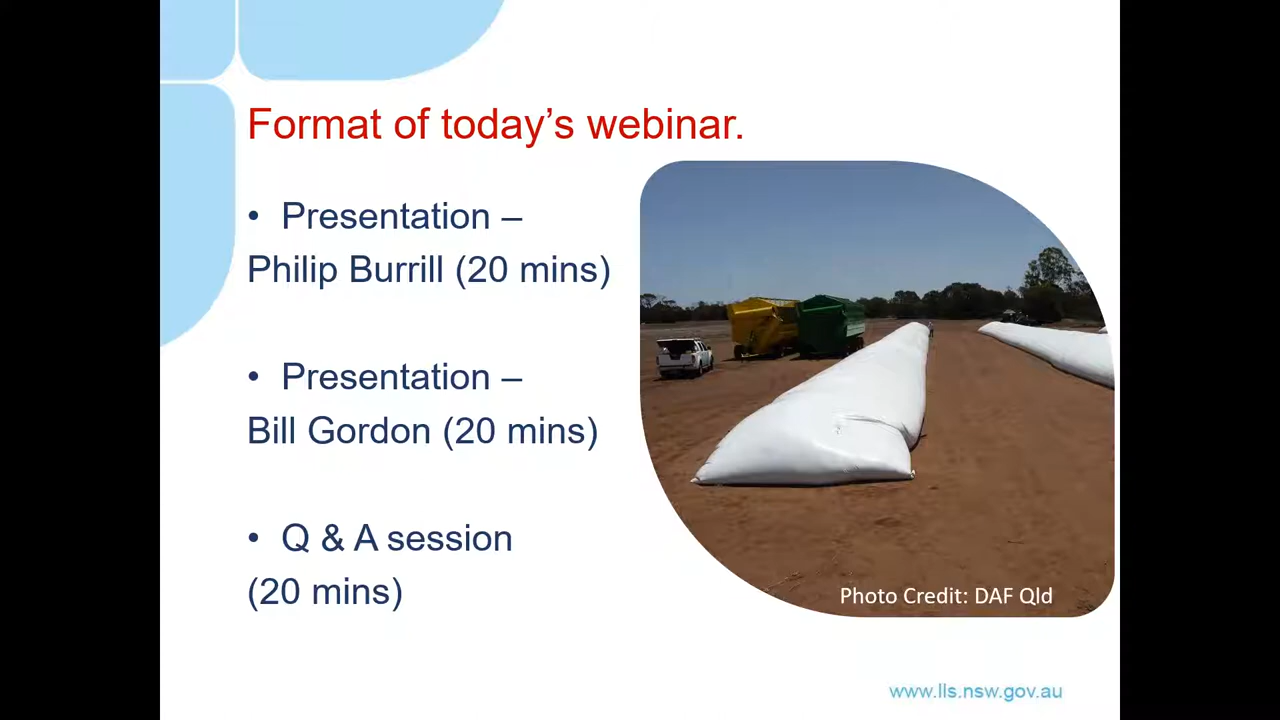 Format of today's webinar.
• Presentation –
Philip Burrill (20 mins)
• Presentation –
Bill Gordon (20 mins)
• Q & A session
(20 mins)
Photo Credit: DAF Qld
www.lls.nsw.gov.au